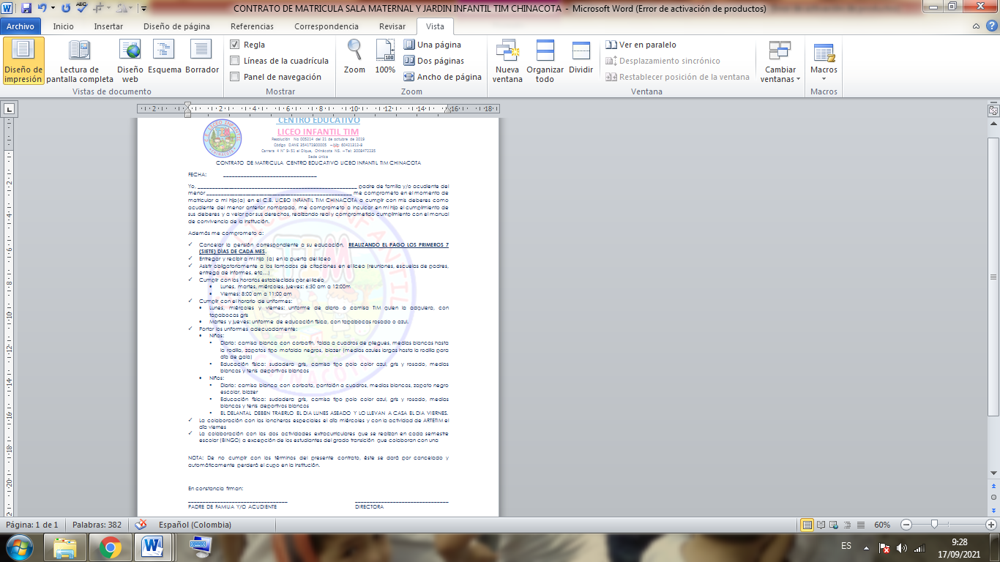 CONTRATO DE MATRICULA SALA MATERNAL Y JARDIN INFANTIL TIM CHINACOTA - Microsoft Word (Error de activación de productos)
Archivo Inicio Insertar Diseño de página Referencias Correspondencia Revisar Vista
Diseño de impresión
Lectura de pantalla completa
Diseño web
Esquema
Borrador
Vistas de documento
Regla
Líneas de la cuadrícula
Panel de navegación
Mostrar
Zoom
100%
Una página
Dos páginas
Ancho de página
Zoom
Nueva ventana
Organizar todo
Dividir
Ver en paralelo
Desplazamiento sincrónico
Restablecer posición de la ventana
Ventana
Cambiar ventanas
Macros
Macros
2 2 4 6 8 10 12 14 16 18
CENTRO EDUCATIVO
LICEO INFANTIL TIM
Resolución No 005214 del 21 de octubre de 2019
Código DANE 354172800005 – Nit: 60421313-8
Carrera 4 N° 9-51 el Dique, Chinácota NS. – Tel: 3008473335
Sede única
CONTRATO DE MATRICULA CENTRO EDUCATIVO LICEO INFANTIL TIM CHINACOTA
FECHA: ________________________________
Yo, ______________________________________________________ padre de familia y/o acudiente del
menor __________________________________________________ me comprometo en el momento de
matricular a mi hijo(a) en el C.E. LICEO INFANTIL TIM CHINACOTA a cumplir con mis deberes como
acudiente del menor anterior nombrado, me comprometo a inculcar en mi hijo el cumplimiento de
sus deberes y a velar por sus derechos, realizando real y comprometido cumplimiento con el manual
de convivencia de la institución.
Además me comprometo a:
✓ Cancelar la pensión correspondiente a su educación, REALIZANDO EL PAGO LOS PRIMEROS 7
(SIETE) DÍAS DE CADA MES.
✓ Entregar y recibir a mi hijo (a) en la puerta del liceo
✓ Asistir obligatoriamente a los llamados de citaciones en el liceo (reuniones, escuelas de padres,
entrega de informes, etc…)
✓ Cumplir con los horarios establecidos por el liceo
• Lunes, martes, miércoles, jueves: 6:50 am a 12:00m
• Viernes: 8:00 am a 11:00 am
✓ Cumplir con el horario de uniformes:
• Lunes, miércoles y viernes: uniforme de diario o camisa TIM quien la adquiera, con
tapabocas gris
• Martes y jueves: uniforme de educación física, con tapabocas rosado o azul.
✓ Portar los uniformes adecuadamente:
• Niñas:
• Diario: camisa blanca con corbatín, falda a cuadros de pliegues, medias blancas hasta
la rodilla, zapatos tipo mafalda negros, blazer (medias azules largas hasta la rodilla para
día de gala)
• Educación física: sudadera gris, camisa tipo polo color azul, gris y rosado, medias
blancas y tenis deportivos blancos
• Niños:
• Diario: camisa blanca con corbata, pantalón a cuadros, medias blancas, zapato negro
escolar, blazer
• Educación física: sudadera gris, camisa tipo polo color azul, gris y rosado, medias
blancas y tenis deportivos blancos
• EL DELANTAL DEBEN TRAERLO EL DIA LUNES ASEADO Y LO LLEVAN A CASA EL DIA VIERNES.
✓ La colaboración con las loncheras especiales el día miércoles y con la actividad de ARTETIM el
día viernes
✓ La colaboración con las dos actividades extracurriculares que se realizan en cada semestre
escolar (BINGO) a excepción de los estudiantes del grado transición que colaboran con una
NOTA: De no cumplir con los términos del presente contrato, éste se dará por cancelado y
automáticamente perderá el cupo en la institución.
En constancia firman:
PADRE DE FAMILIA Y/O ACUDIENTE DIRECTORA
Página: 1 de 1 Palabras: 382 Español (Colombia) 60%
ES 9:28
17/09/2021